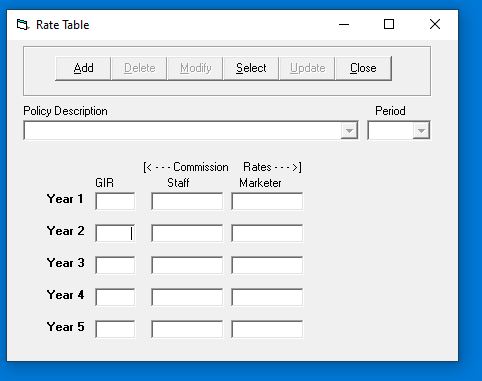 Rate Table
Add Delete Modify Select Update Close
Policy Description Period
[< - - - Commission Rates - - - >]
GIR Staff Marketer
Year 1
Year 2
Year 3
Year 4
Year 5